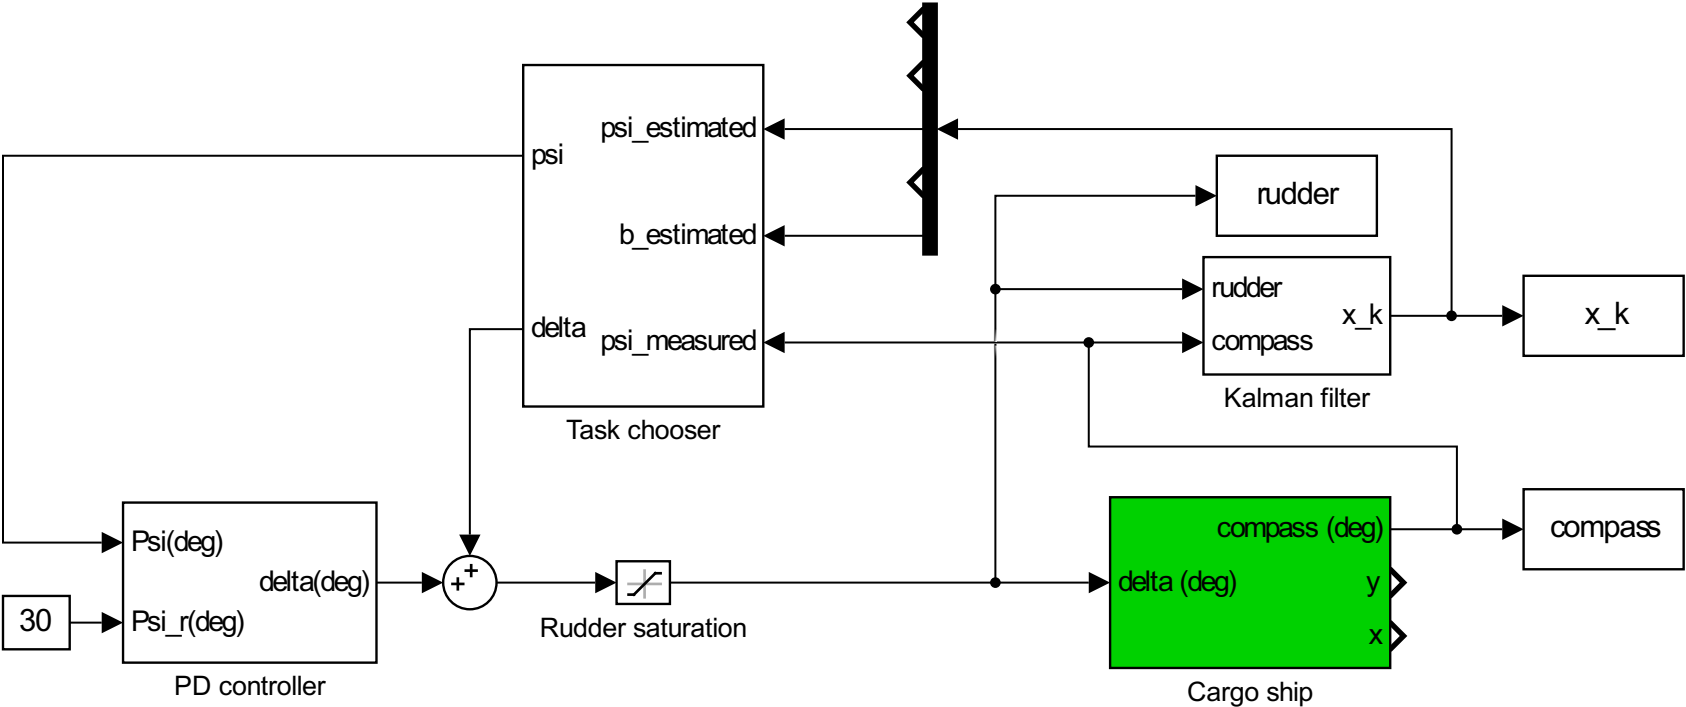 psi_estimated
psi
rudder
b_estimated
rudder
x_k
x_k
delta
psi_measured
compass
Kalman filter
Task chooser
compass (deg)
compass
Psi(deg)
delta(deg)
delta (deg)
y
30
Psi_r(deg)
Rudder saturation
x
PD controller
Cargo ship